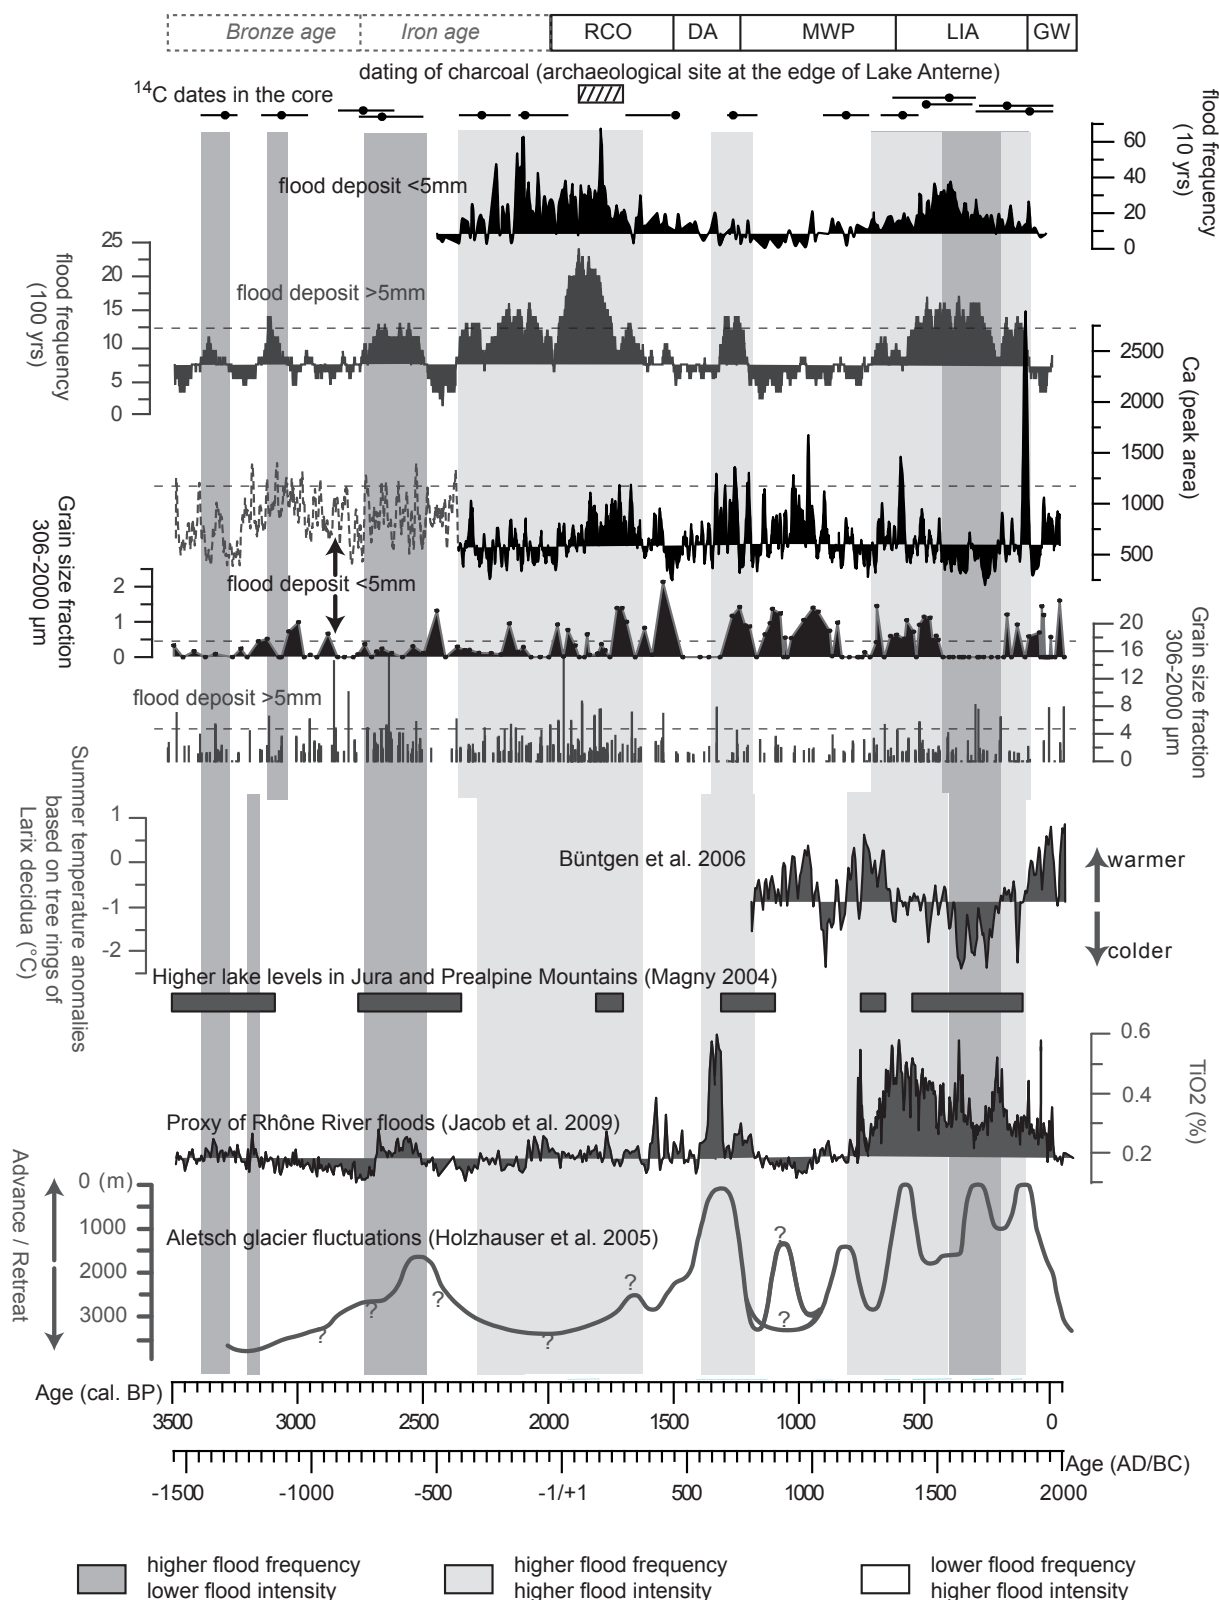 Bronze age
Iron age
RCO
DA
MWP
LIA
GW
dating of charcoal (archaeological site at the edge of Lake Anterne)
14C dates in the core
flood frequency
(10 yrs)
60
40
20
0
flood deposit <5mm
25
20
15
10
5
0
flood frequency
(100 yrs)
flood deposit >5mm
2500
2000
1500
1000
500
Ca (peak area)
Grain size fraction
306-2000 µm
2
1
0
flood deposit <5mm
20
16
12
8
4
0
Grain size fraction
306-2000 µm
flood deposit >5mm
Summer temperature anomalies
based on tree rings of
Larix decidua (°C)
1
0
-1
-2
Büntgen et al. 2006
warmer
colder
Higher lake levels in Jura and Prealpine Mountains (Magny 2004)
0.6
0.4
0.2
TiO2 (%)
Proxy of Rhône River floods (Jacob et al. 2009)
Advance / Retreat
0 (m)
1000
2000
3000
Aletsch glacier fluctuations (Holzhauser et al. 2005)
?
?
?
?
?
?
?
Age (cal. BP)
3500
3000
2500
2000
1500
1000
500
0
Age (AD/BC)
-1500
-1000
-500
-1/+1
500
1000
1500
2000
higher flood frequency
lower flood intensity
higher flood frequency
higher flood intensity
lower flood frequency
higher flood intensity